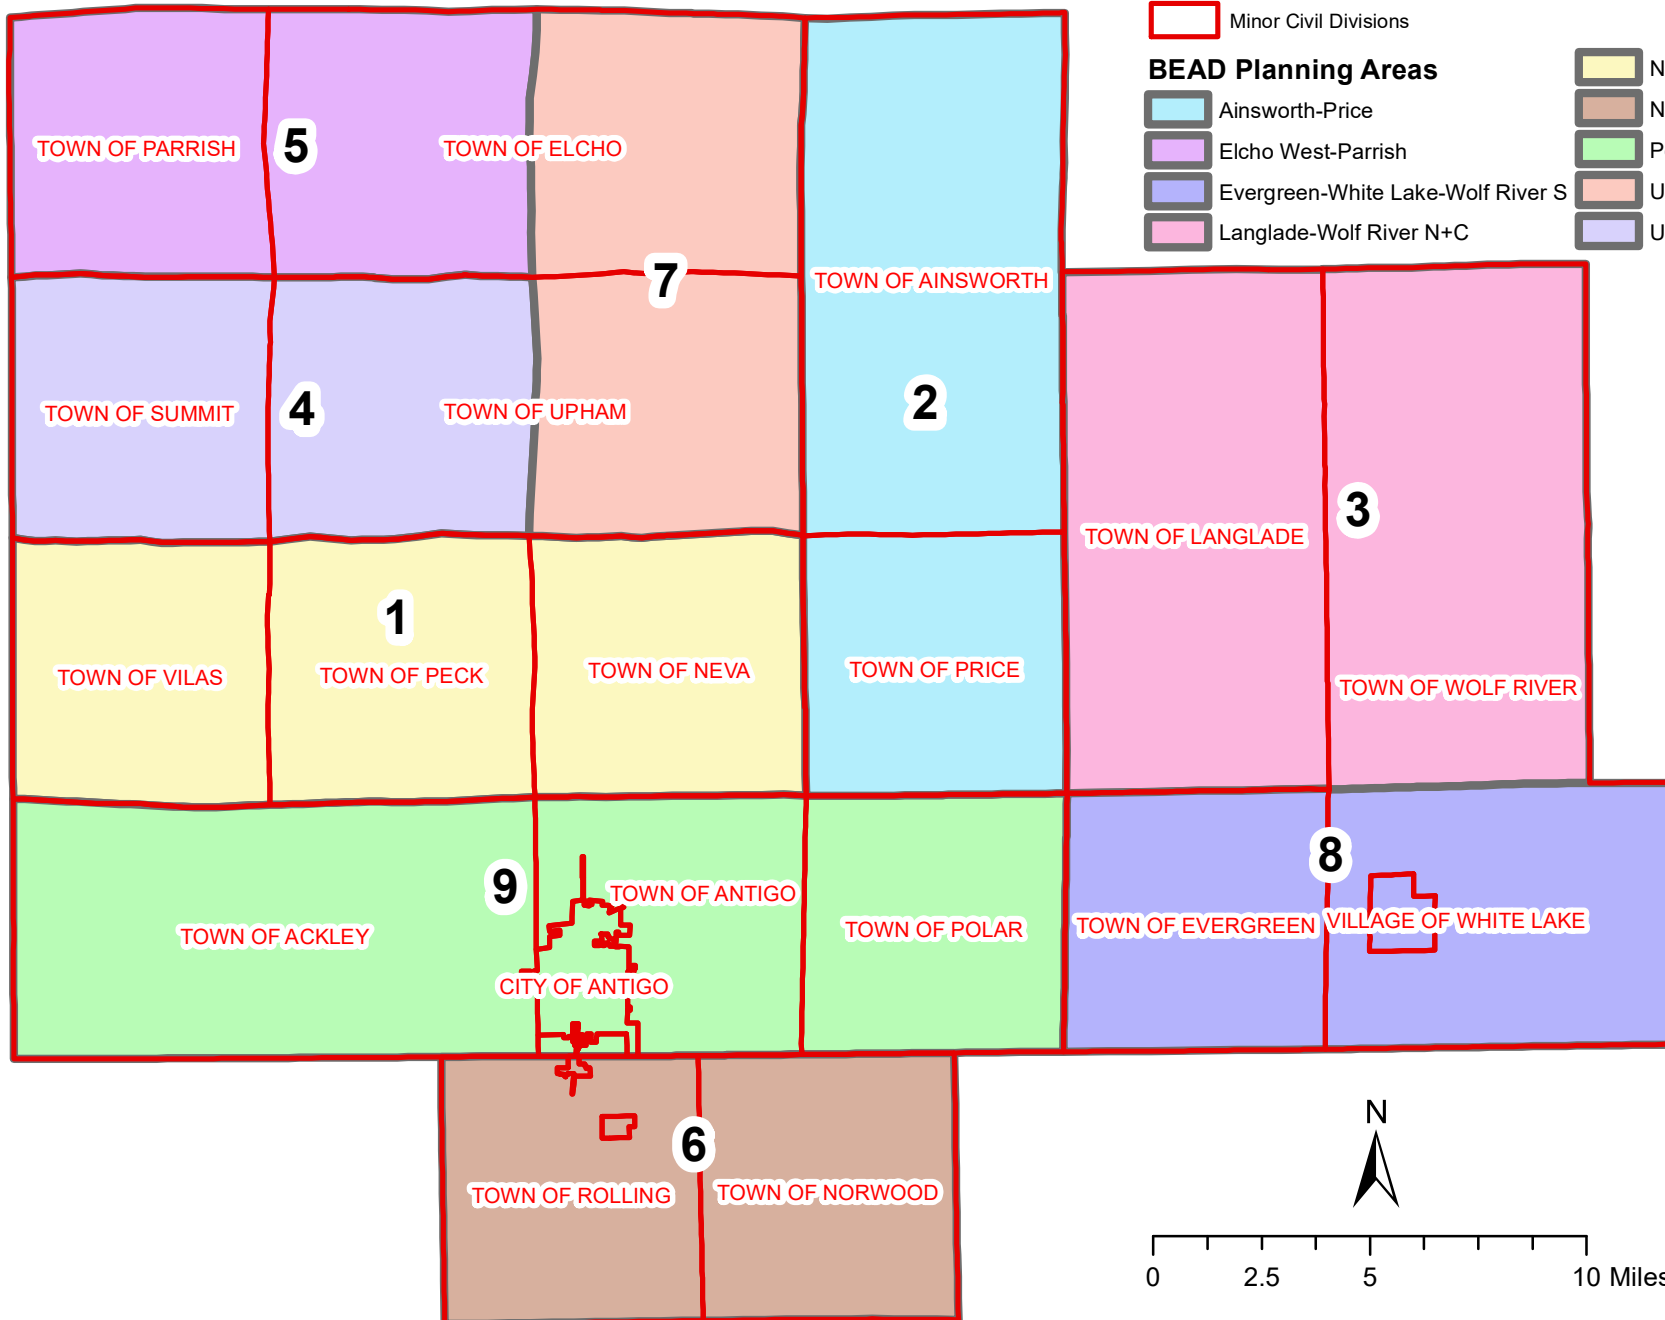 Minor Civil Divisions
BEAD Planning Areas
Ainsworth-Price
Elcho West-Parrish
Evergreen-White Lake-Wolf River S
Langlade-Wolf River N+C
N
N
P
U
U
TOWN OF PARRISH
5
TOWN OF ELCHO
7
TOWN OF AINSWORTH
TOWN OF SUMMIT
4
TOWN OF UPHAM
2
3
TOWN OF LANGLADE
1
TOWN OF VILAS
TOWN OF PECK
TOWN OF NEVA
TOWN OF PRICE
TOWN OF WOLF RIVER
9
8
TOWN OF ANTIGO
TOWN OF ACKLEY
TOWN OF POLAR
TOWN OF EVERGREEN
VILLAGE OF WHITE LAKE
CITY OF ANTIGO
6
TOWN OF ROLLING
TOWN OF NORWOOD
N
0 2.5 5 10 Miles